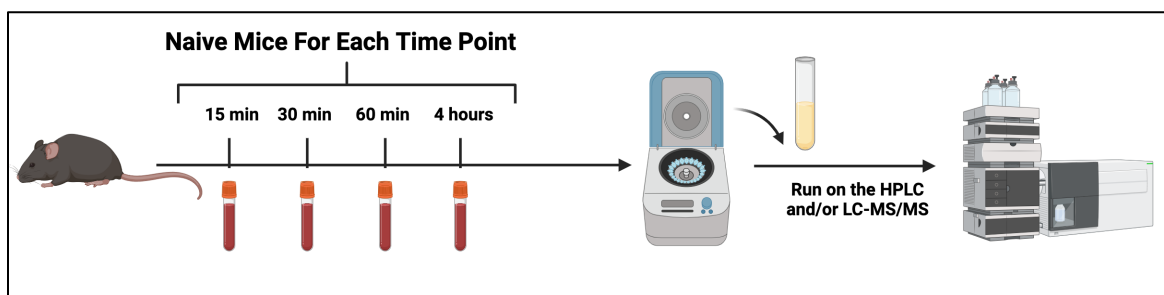 Naive Mice For Each Time Point
15 min 30 min 60 min 4 hours
Run on the HPLC
and/or LC-MS/MS